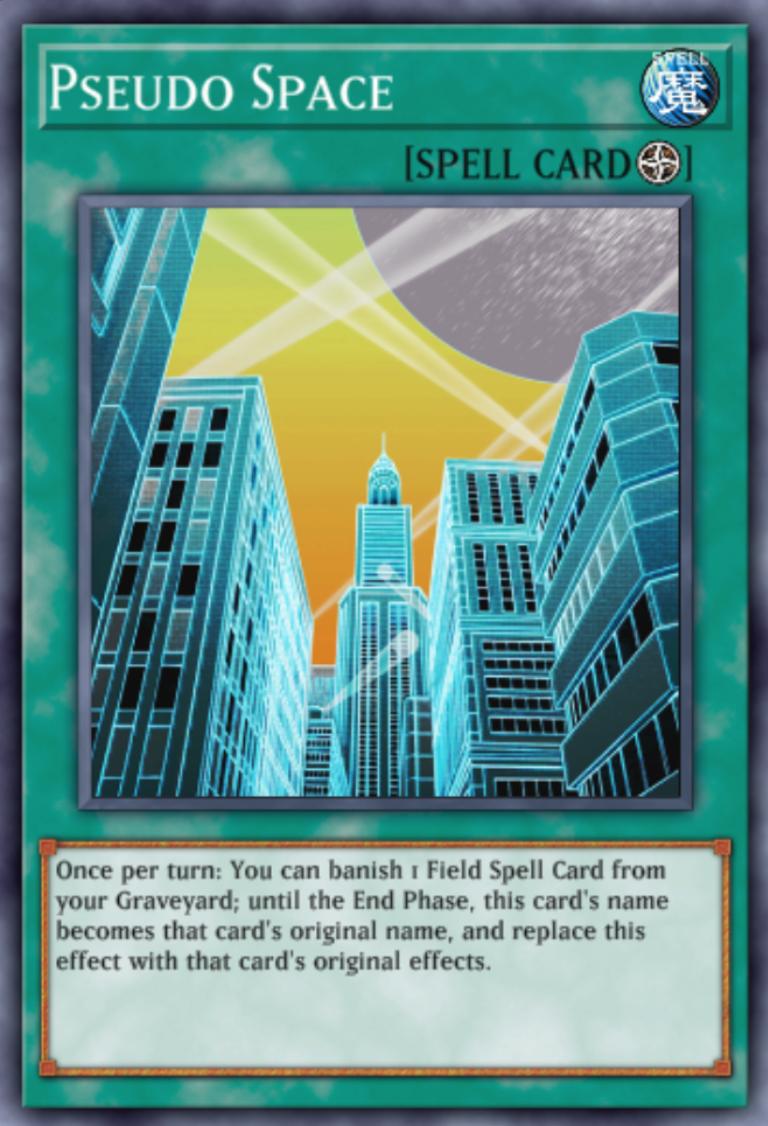 PSEUDO SPACE
SPELL
魔
[SPELL CARD]
Once per turn: You can banish 1 Field Spell Card from
your Graveyard; until the End Phase, this card's name
becomes that card's original name, and replace this
effect with that card's original effects.